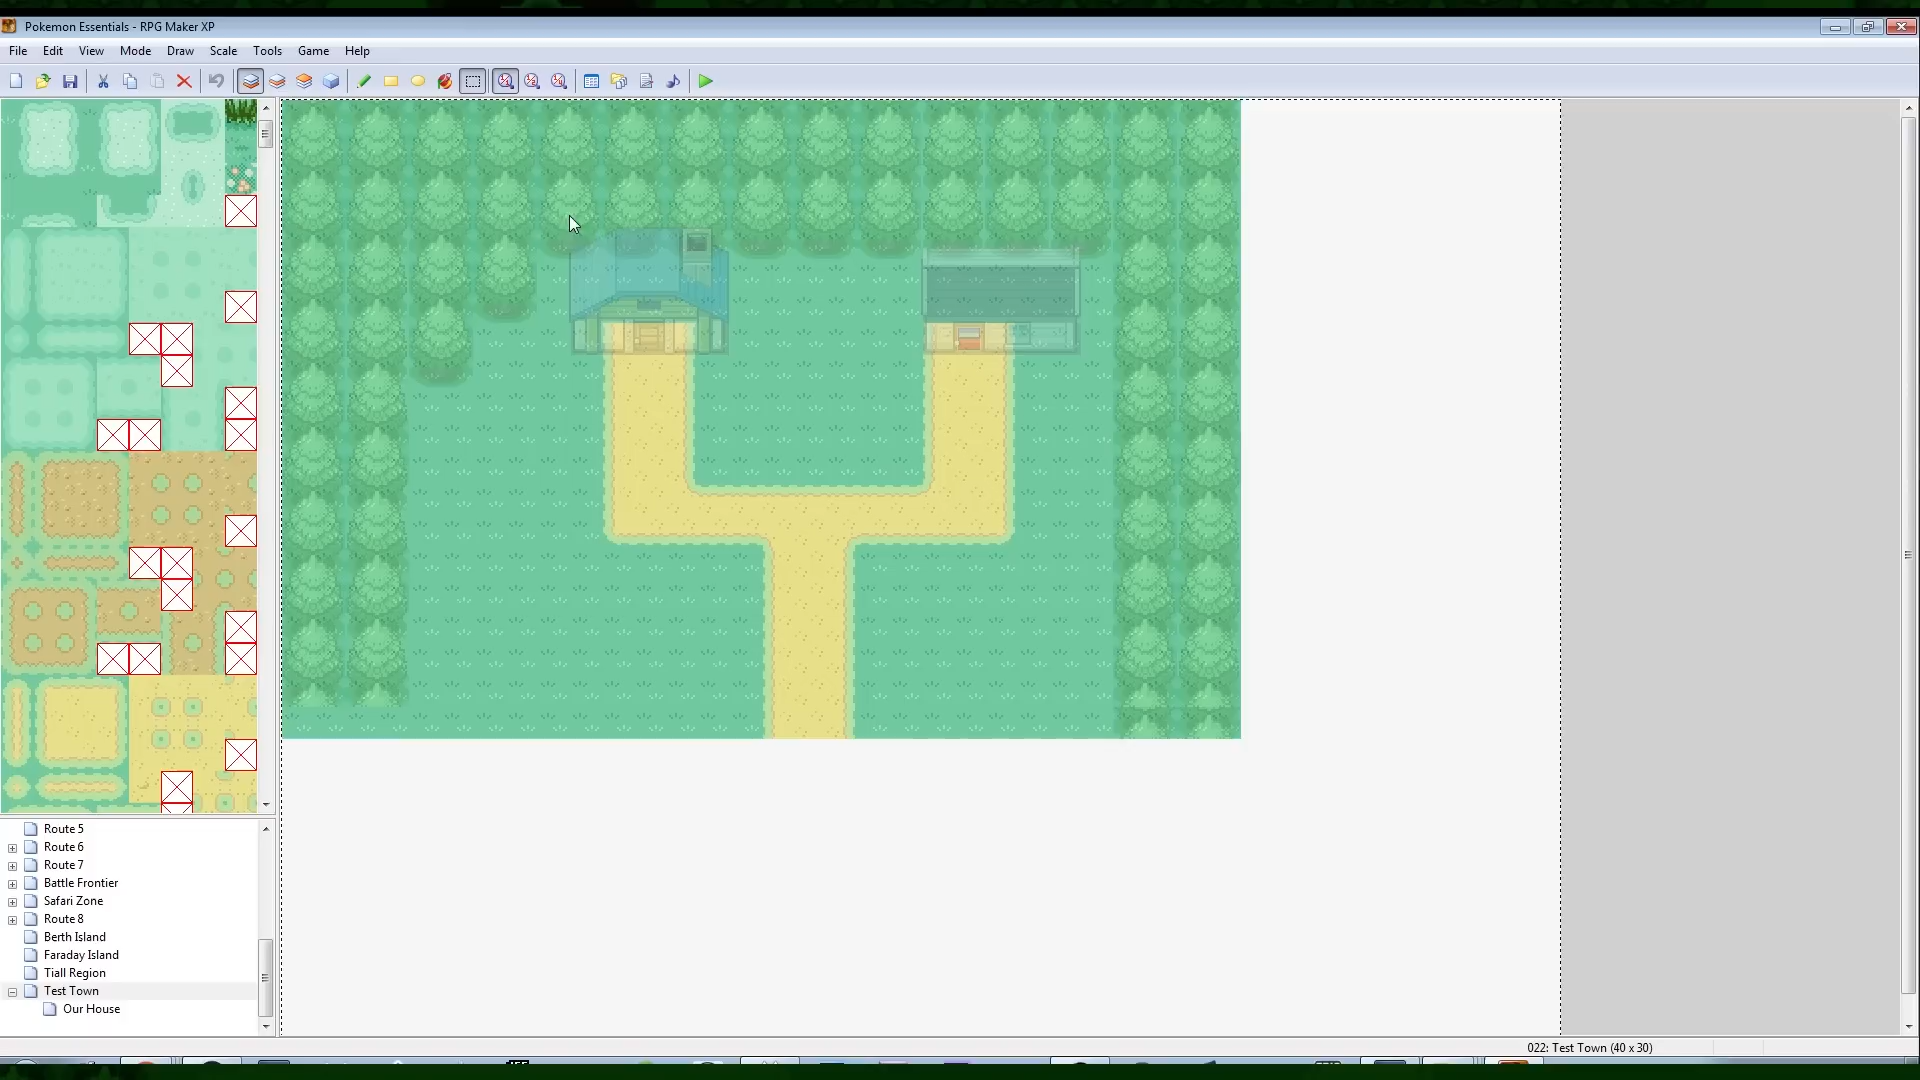 Pokemon Essentials - RPG Maker XP
File Edit View Mode Draw Scale Tools Game Help
Route 5
Route 6
Route 7
Battle Frontier
Safari Zone
Route 8
Berth Island
Faraday Island
Tiall Region
Test Town
Our House
022: Test Town (40 x 30)